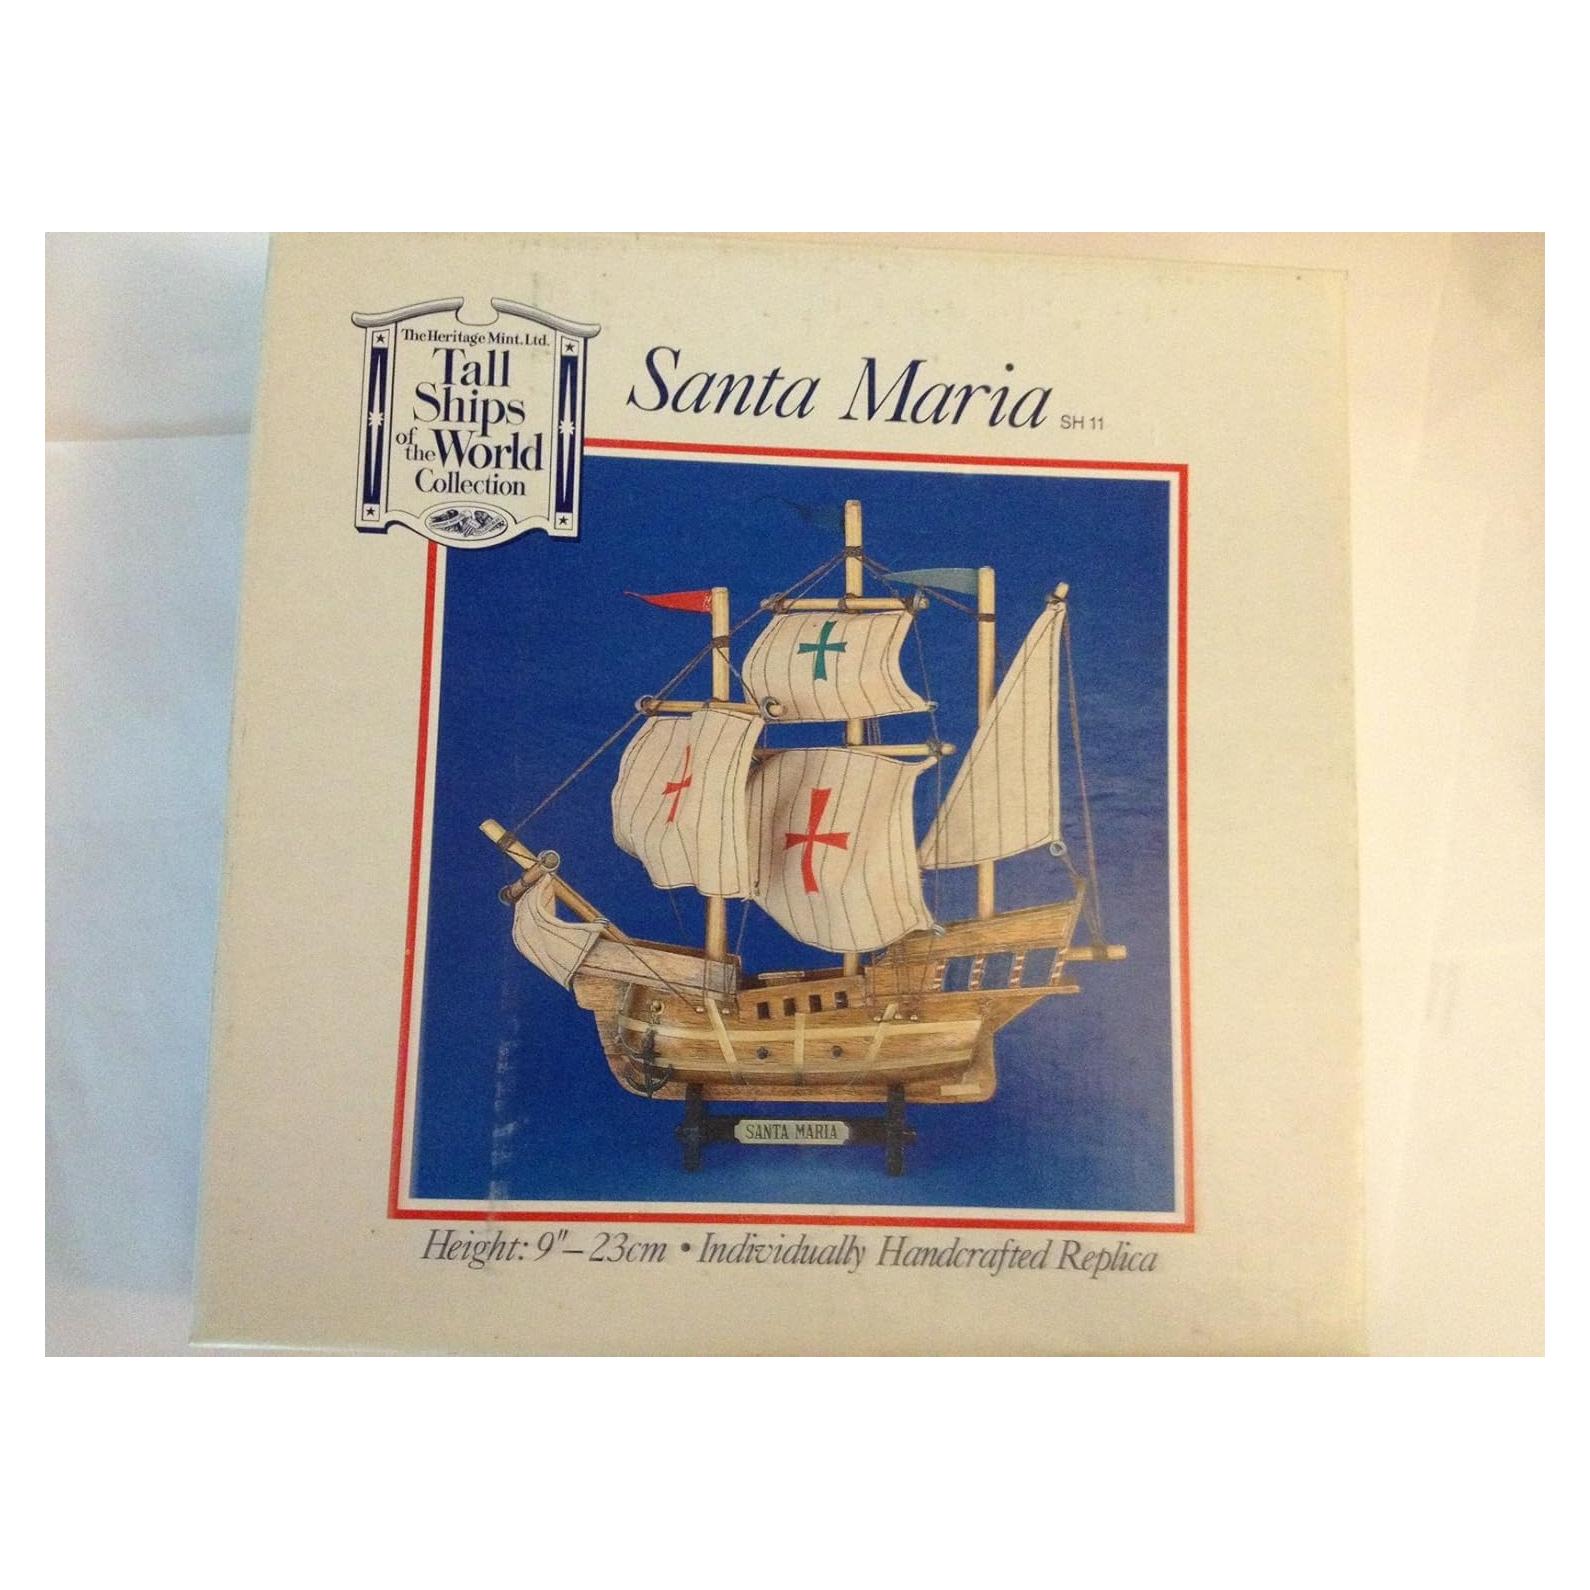 The Heritage Mint. Ltd.
Tall
Ships
of the World
Collection
Santa Maria SH 11
SANTA MARIA
Height: 9"– 23cm • Individually Handcrafted Replica